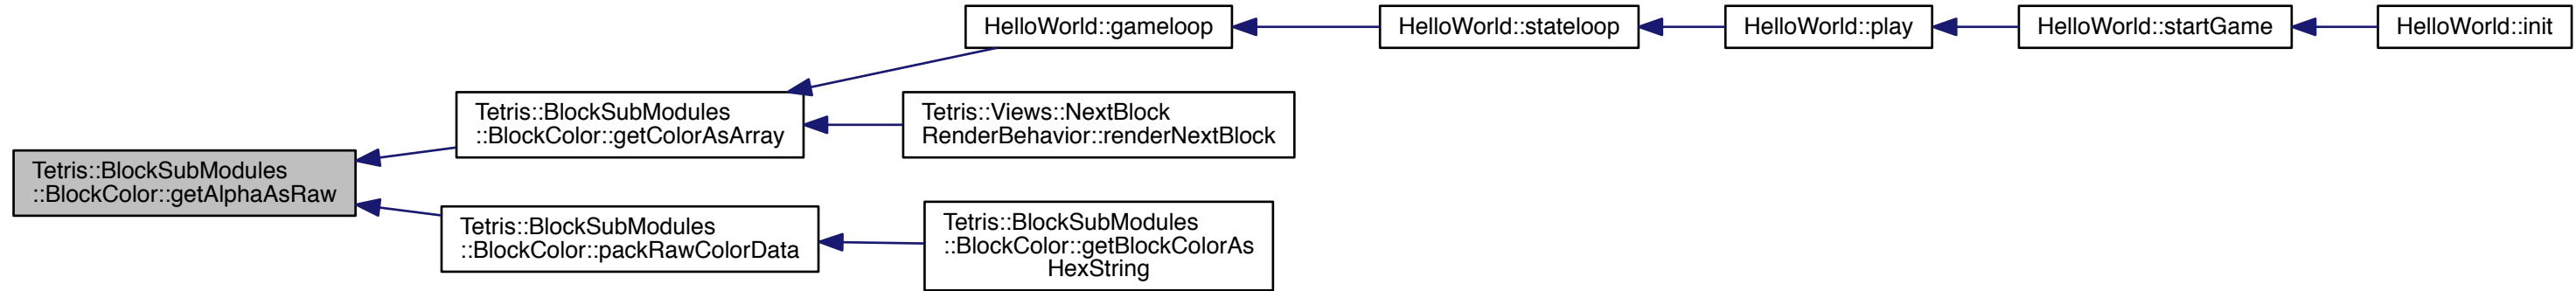 HelloWorld::gameloop
HelloWorld::stateloop
HelloWorld::play
HelloWorld::startGame
HelloWorld::init
Tetris::BlockSubModules
::BlockColor::getColorAsArray
Tetris::Views::NextBlock
RenderBehavior::renderNextBlock
Tetris::BlockSubModules
::BlockColor::getAlphaAsRaw
Tetris::BlockSubModules
::BlockColor::packRawColorData
Tetris::BlockSubModules
::BlockColor::getBlockColorAs
HexString